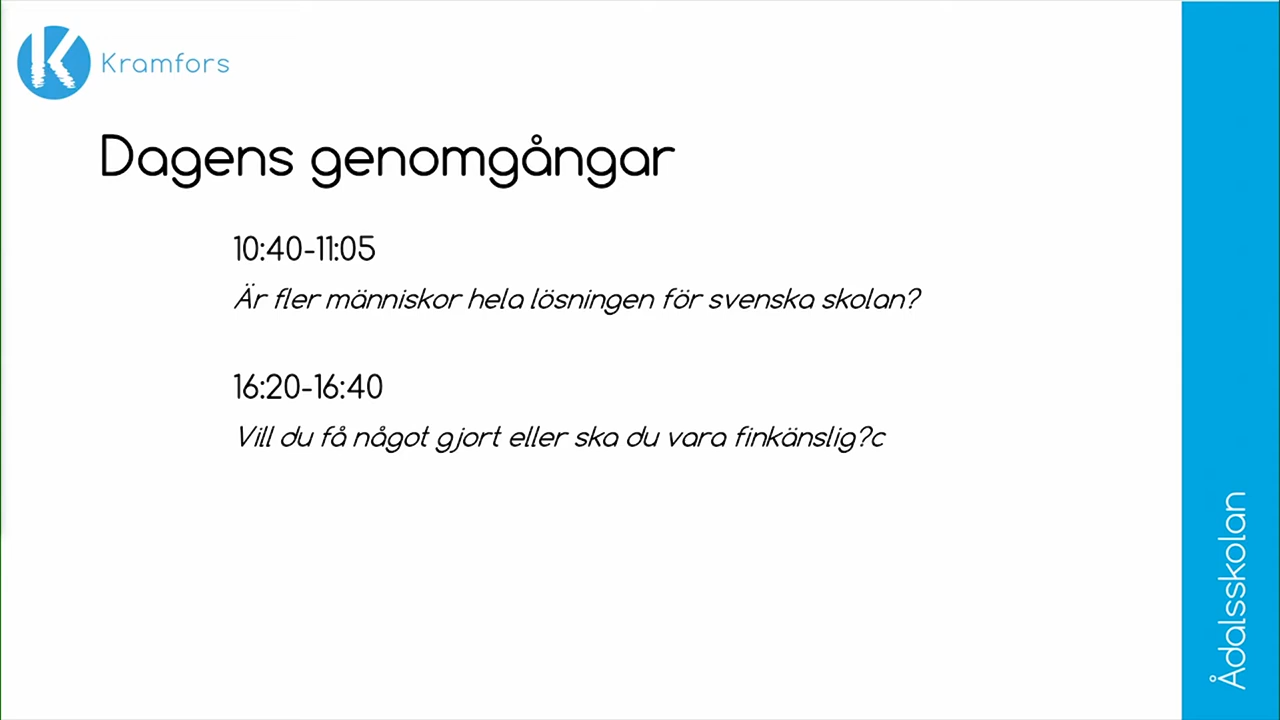 Kramfors
Dagens genomgångar
10:40-11:05
Är fler människor hela lösningen för svenska skolan?
16:20-16:40
Vill du få något gjort eller ska du vara finkänslig?c
Ådalsskolan